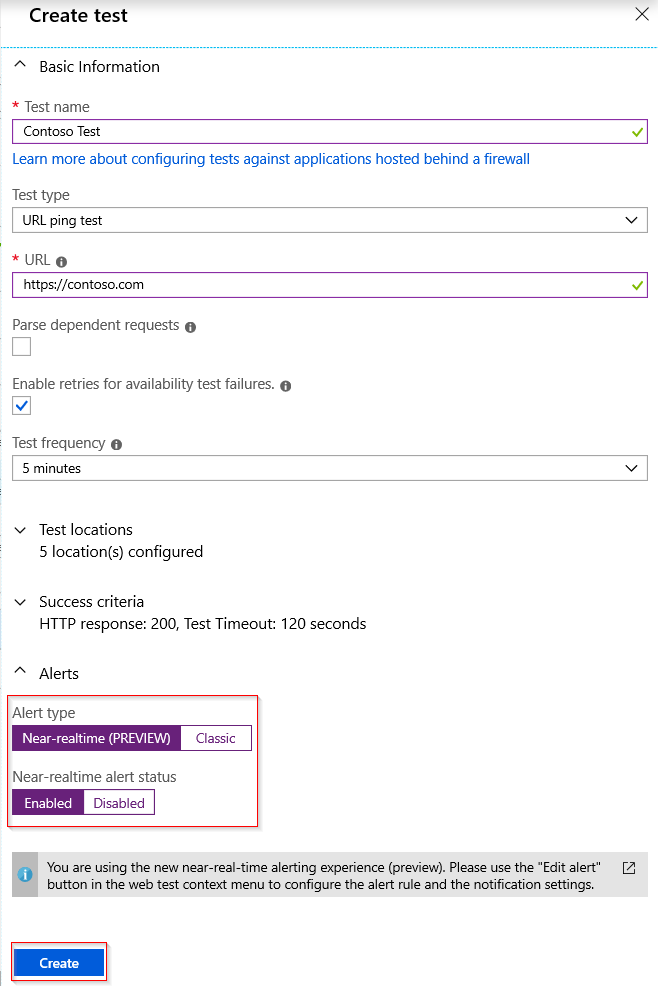 Create test
Basic Information
* Test name
Contoso Test
Learn more about configuring tests against applications hosted behind a firewall
Test type
URL ping test
* URL
https://contoso.com
Parse dependent requests
Enable retries for availability test failures.
Test frequency
5 minutes
Test locations
5 location(s) configured
Success criteria
HTTP response: 200, Test Timeout: 120 seconds
Alerts
Alert type
Near-realtime (PREVIEW) Classic
Near-realtime alert status
Enabled Disabled
You are using the new near-real-time alerting experience (preview). Please use the "Edit alert"
button in the web test context menu to configure the alert rule and the notification settings.
Create